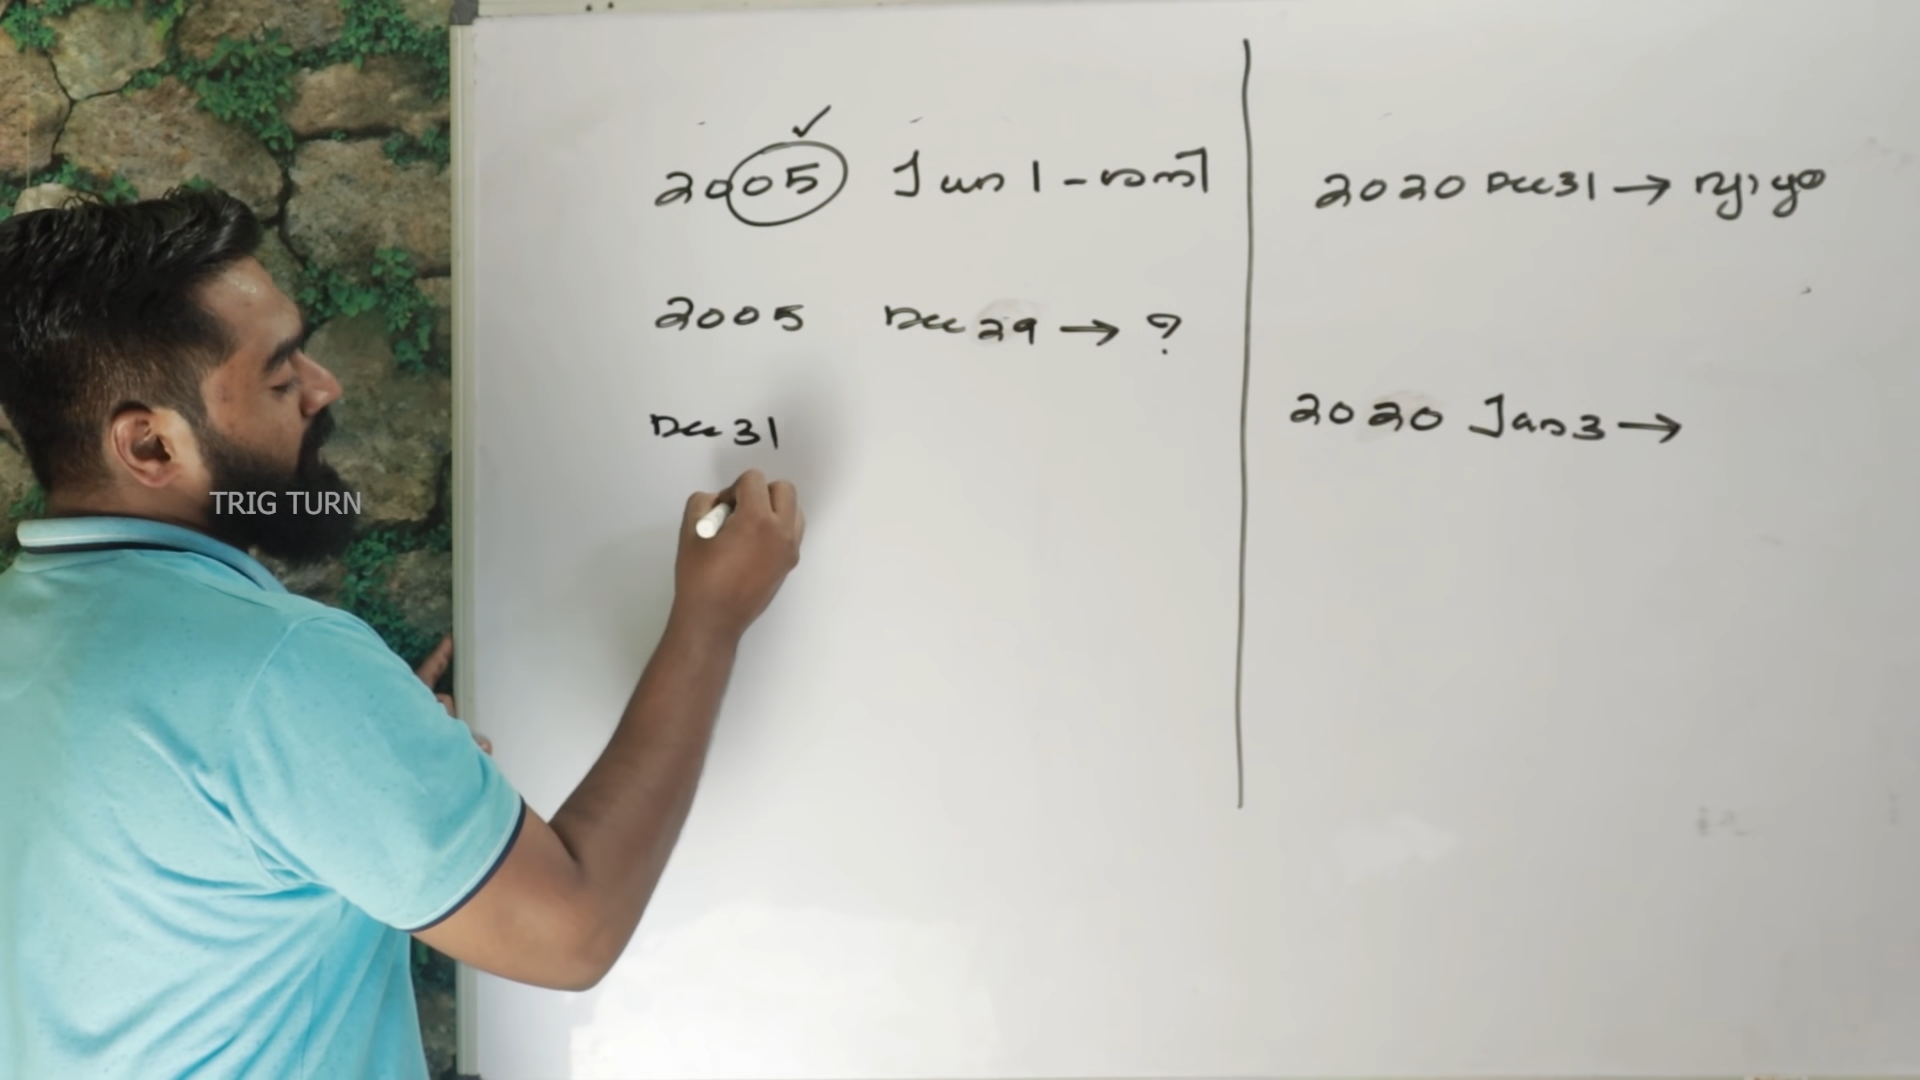 2005 Jan 1 - ശനി
2005 Dec 29 → ?
Dec 31
2020 Dec 31 → വ്യാഴം
2020 Jan 3 →
TRIG TURN